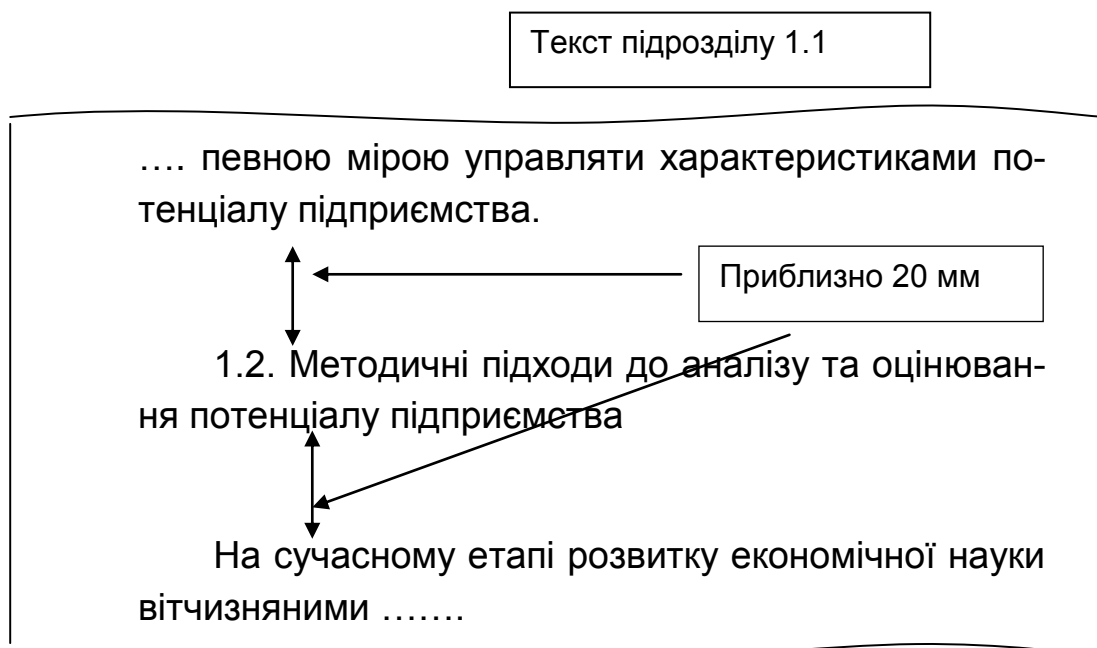 Текст підрозділу 1.1
…. певною мірою управляти характеристиками по-
тенціалу підприємства.
Приблизно 20 мм
1.2. Методичні підходи до аналізу та оцінюван-
ня потенціалу підприємства
На сучасному етапі розвитку економічної науки
вітчизняними …….